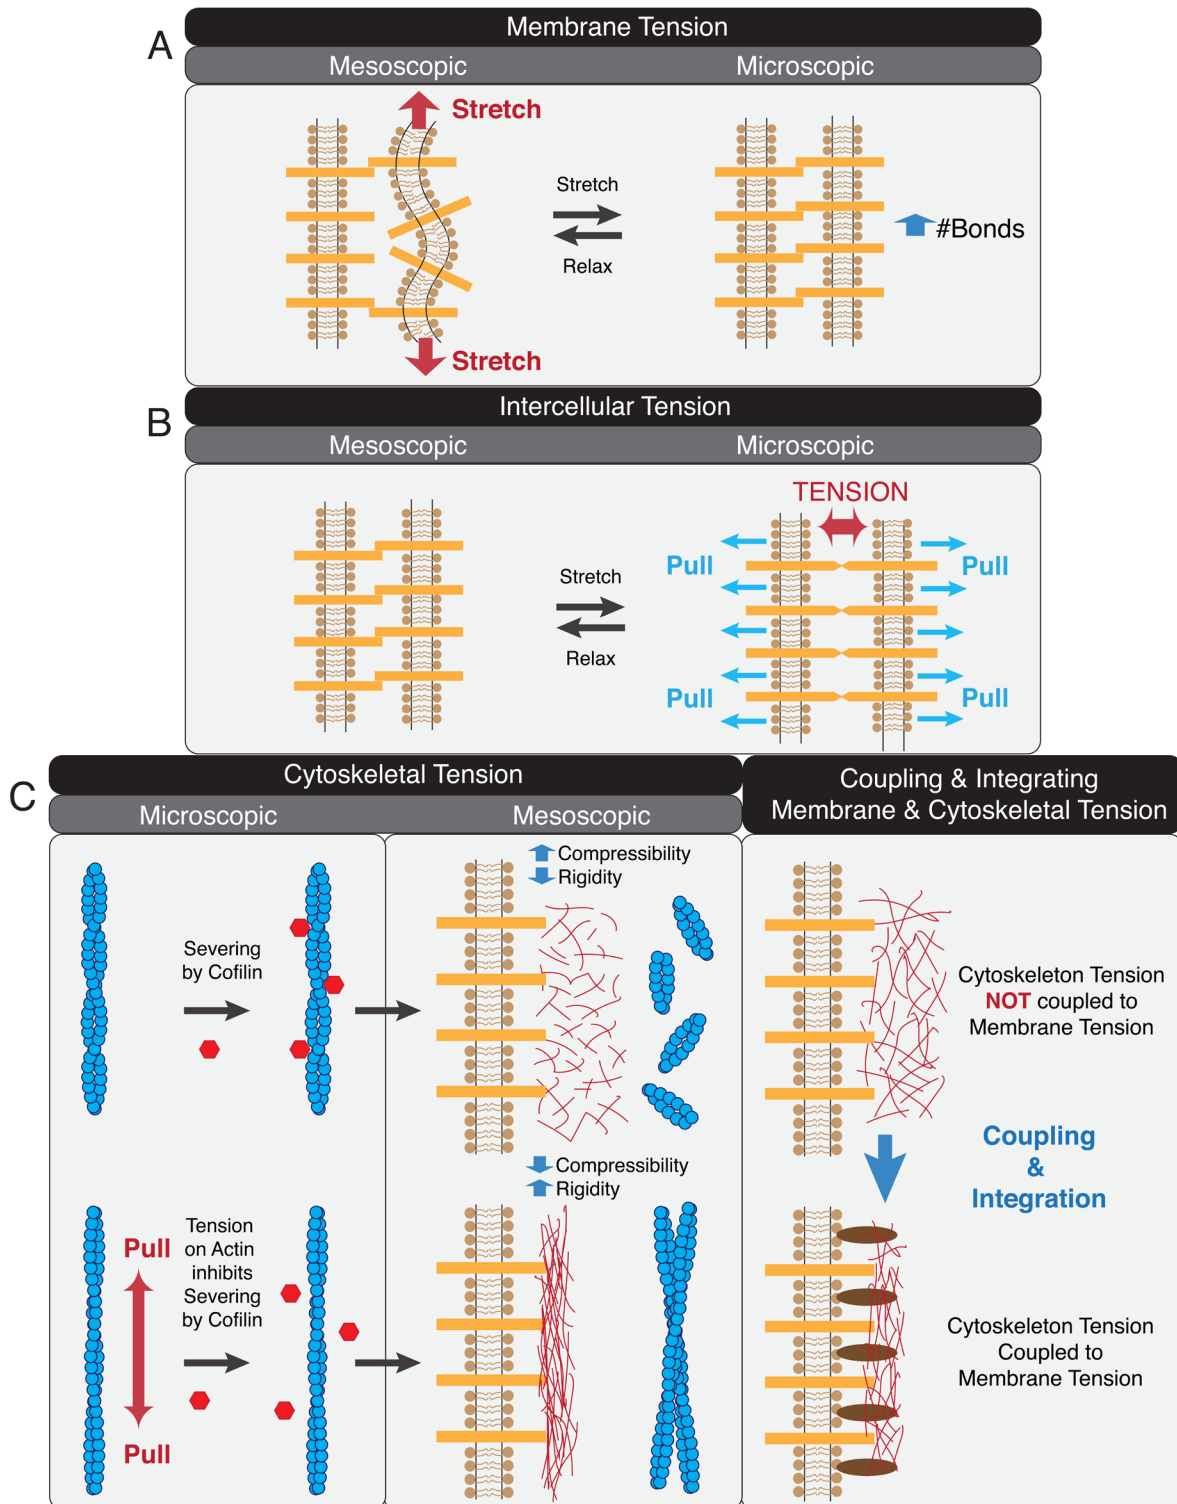 A
Membrane Tension
Mesoscopic
Microscopic
Stretch
Stretch
Relax
#Bonds
Stretch
B
Intercellular Tension
Mesoscopic
Microscopic
TENSION
Pull
Pull
Stretch
Relax
Pull
Pull
C
Cytoskeletal Tension
Microscopic
Mesoscopic
Severing
by Cofilin
Compressibility
Rigidity
Pull
Tension
on Actin
inhibits
Severing
by Cofilin
Pull
Compressibility
Rigidity
Coupling & Integrating
Membrane & Cytoskeletal Tension
Cytoskeleton Tension
NOT coupled to
Membrane Tension
Coupling
&
Integration
Cytoskeleton Tension
Coupled to
Membrane Tension